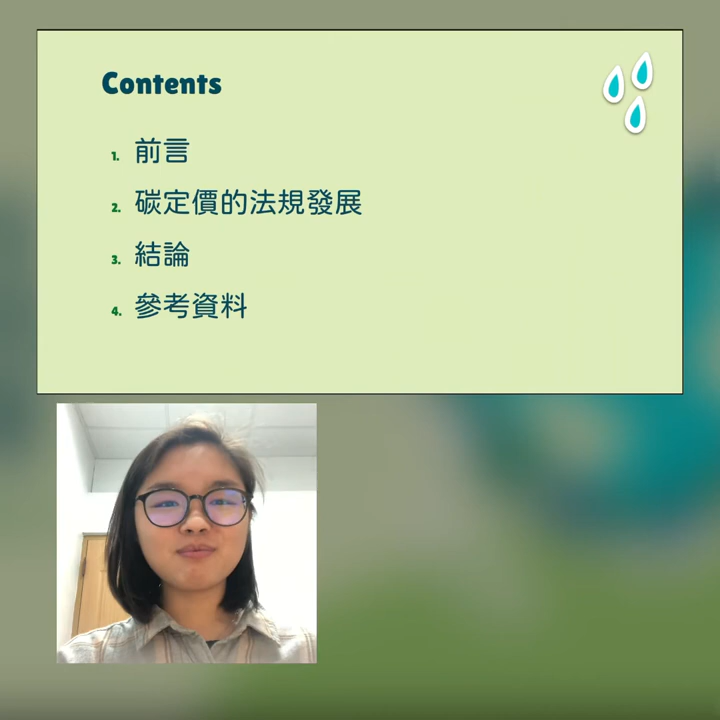 Contents
1. 前言
2. 碳定價的法規發展
3. 結論
4. 參考資料